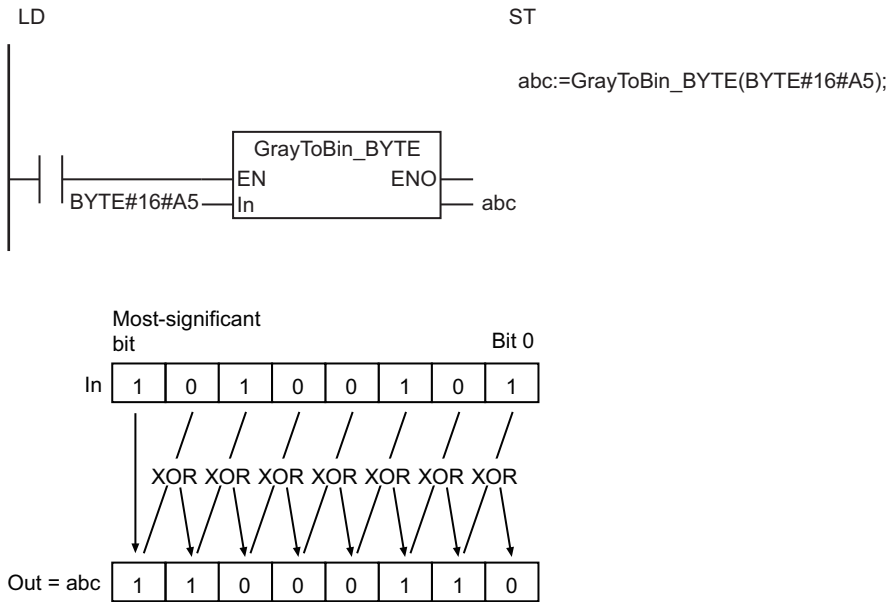 LD
ST
abc:=GrayToBin_BYTE(BYTE#16#A5);
GrayToBin_BYTE
EN ENO
BYTE#16#A5 In abc
Most-significant
bit Bit 0
In 1 0 1 0 0 1 0 1
XOR XOR XOR XOR XOR XOR XOR
Out = abc 1 1 0 0 0 1 1 0